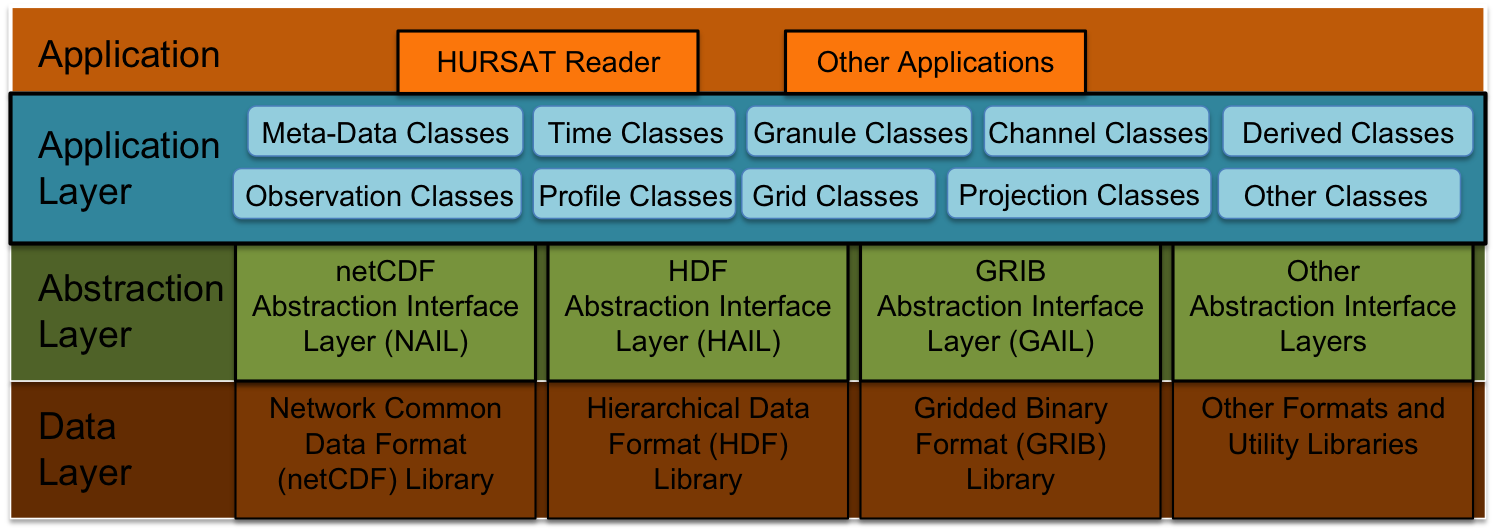 Application
HURSAT Reader
Other Applications
Application
Layer
Meta-Data Classes
Time Classes
Granule Classes
Channel Classes
Derived Classes
Observation Classes
Profile Classes
Grid Classes
Projection Classes
Other Classes
Abstraction
Layer
netCDF
Abstraction Interface
Layer (NAIL)
HDF
Abstraction Interface
Layer (HAIL)
GRIB
Abstraction Interface
Layer (GAIL)
Other
Abstraction Interface
Layers
Data
Layer
Network Common
Data Format
(netCDF) Library
Hierarchical Data
Format (HDF)
Library
Gridded Binary
Format (GRIB)
Library
Other Formats and
Utility Libraries